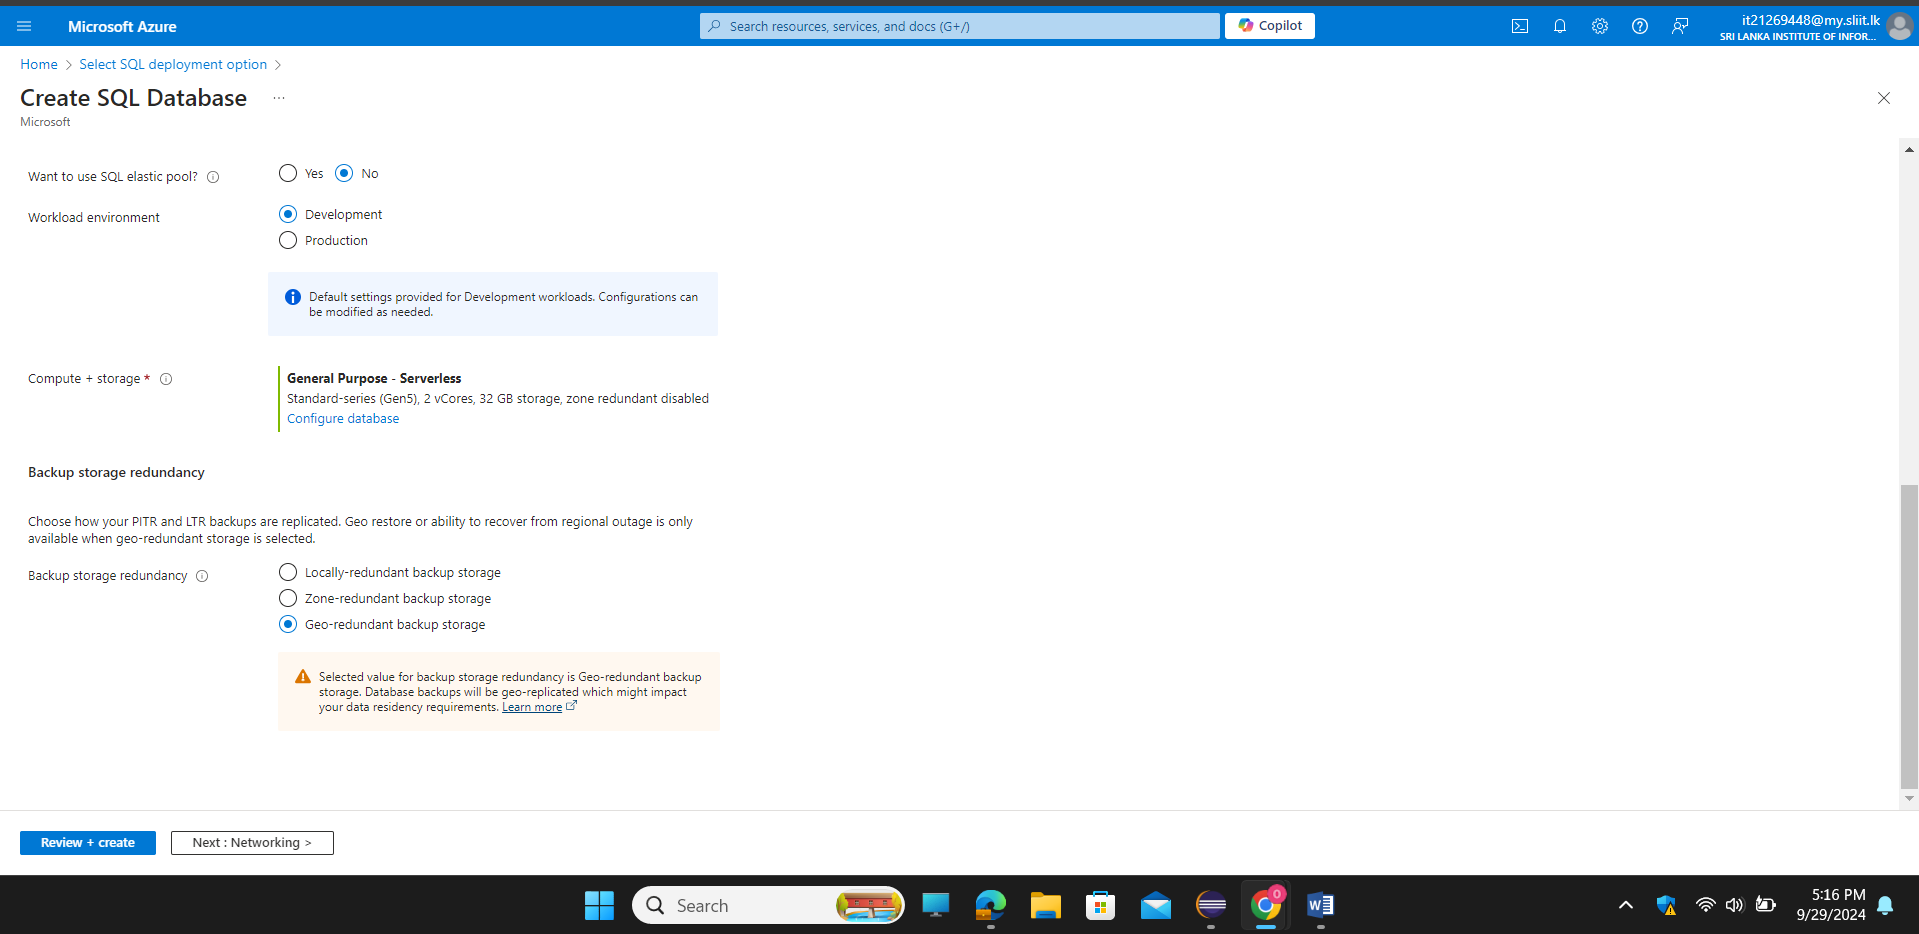 Microsoft Azure
Search resources, services, and docs (G+/)
Copilot
it21269448@my.sliit.lk
SRI LANKA INSTITUTE OF INFOR...
Home > Select SQL deployment option >
Create SQL Database ...
Microsoft
Want to use SQL elastic pool?
Yes No
Workload environment
Development
Production
Default settings provided for Development workloads. Configurations can
be modified as needed.
Compute + storage *
General Purpose - Serverless
Standard-series (Gen5), 2 vCores, 32 GB storage, zone redundant disabled
Configure database
Backup storage redundancy
Choose how your PITR and LTR backups are replicated. Geo restore or ability to recover from regional outage is only
available when geo-redundant storage is selected.
Backup storage redundancy
Locally-redundant backup storage
Zone-redundant backup storage
Geo-redundant backup storage
Selected value for backup storage redundancy is Geo-redundant backup
storage. Database backups will be geo-replicated which might impact
your data residency requirements. Learn more
Review + create
Next : Networking >
Search
0
W
5:16 PM
9/29/2024